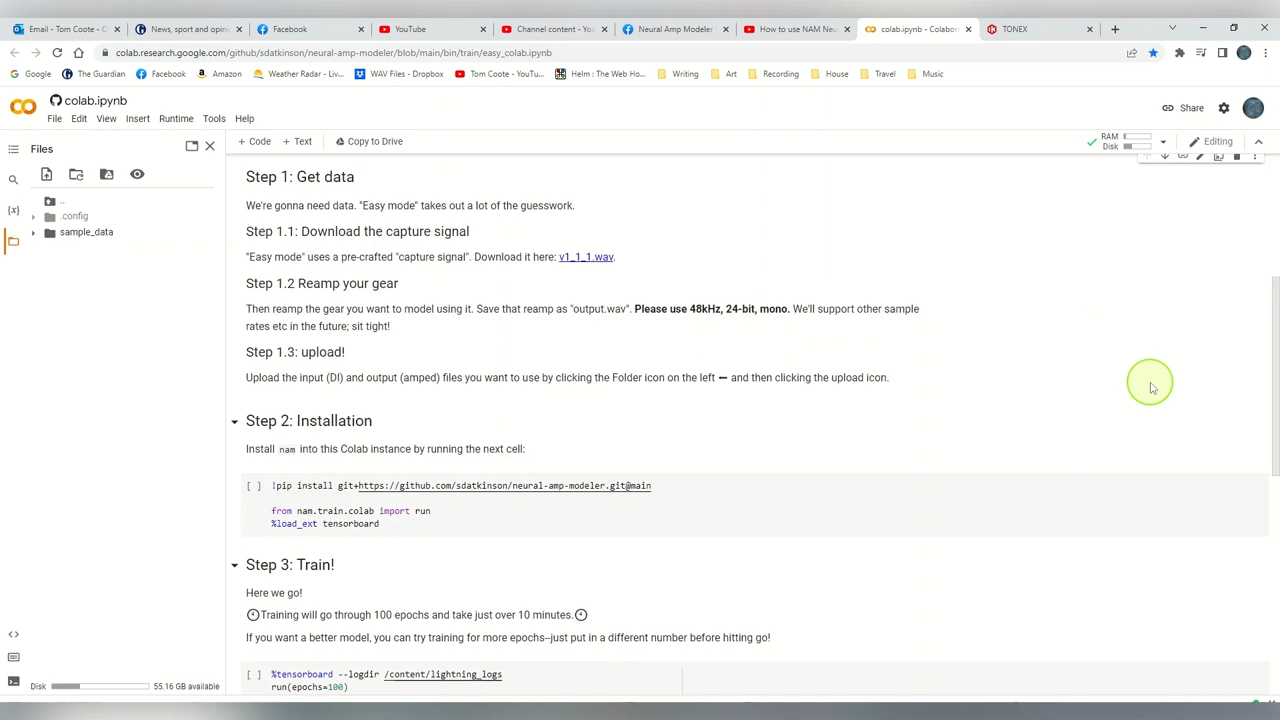 Email - Tom Coote -
News, sport and opini
Facebook
YouTube
Channel content - You
Neural Amp Modeler
How to use NAM Neu
colab.ipynb - Colabor
TONEX
colab.research.google.com/github/sdatkinson/neural-amp-modeler/blob/main/bin/train/easy_colab.ipynb
Google
The Guardian
Facebook
Amazon
Weather Radar - Liv...
WAV Files - Dropbox
Tom Coote - YouT...
Helm : The Web Ho...
Writing
Art
Recording
House
Travel
Music
colab.ipynb
Share
File Edit View Insert Runtime Tools Help
Files
+ Code + Text Copy to Drive
RAM
Disk
Editing
..
.config
sample_data
Step 1: Get data
We're gonna need data. "Easy mode" takes out a lot of the guesswork.
Step 1.1: Download the capture signal
"Easy mode" uses a pre-crafted "capture signal". Download it here: v1_1_1.wav.
Step 1.2 Reamp your gear
Then reamp the gear you want to model using it. Save that reamp as "output.wav". Please use 48kHz, 24-bit, mono. We'll support other sample
rates etc in the future; sit tight!
Step 1.3: upload!
Upload the input (DI) and output (amped) files you want to use by clicking the Folder icon on the left ⬅ and then clicking the upload icon.
Step 2: Installation
Install nam into this Colab instance by running the next cell:
[ ] !pip install git+https://github.com/sdatkinson/neural-amp-modeler.git@main
from nam.train.colab import run
%load_ext tensorboard
Step 3: Train!
Here we go!
🕙Training will go through 100 epochs and take just over 10 minutes.🕙
If you want a better model, you can try training for more epochs--just put in a different number before hitting go!
[ ] %tensorboard --logdir /content/lightning_logs
run(epochs=100)
Disk
55.16 GB available